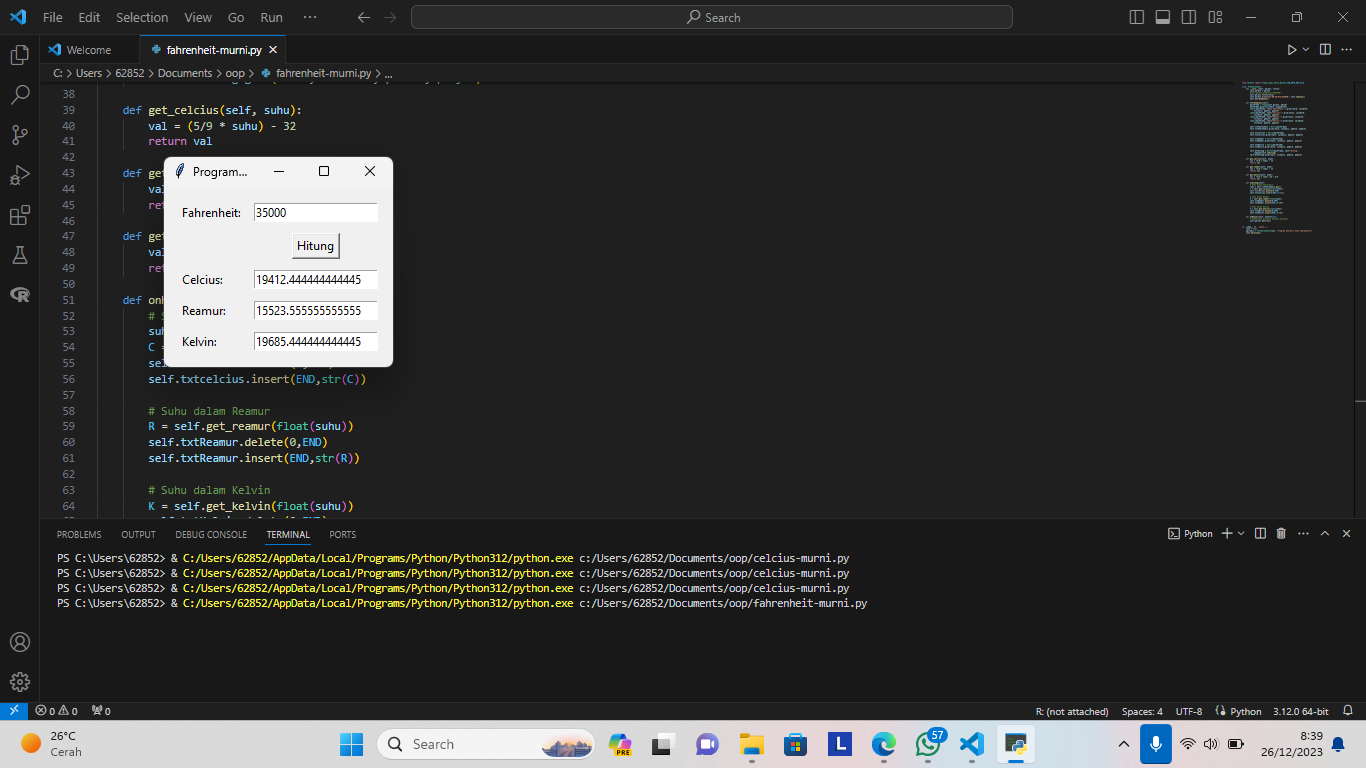 File Edit Selection View Go Run ··· Search
Welcome fahrenheit-murni.py
C: > Users > 62852 > Documents > oop > fahrenheit-murni.py > ...
38
39 def get_celcius(self, suhu):
40 val = (5/9 * suhu) - 32
41 return val
42
43 def get
44 val
45 ret
46
47 def get
48 val
49 ret
50
51 def onh
52 # S
53 suh
54 C =
55 sel
56 self.txtcelcius.insert(END,str(C))
57
58 # Suhu dalam Reamur
59 R = self.get_reamur(float(suhu))
60 self.txtReamur.delete(0,END)
61 self.txtReamur.insert(END,str(R))
62
63 # Suhu dalam Kelvin
64 K = self.get_kelvin(float(suhu))
Program...
Fahrenheit: 35000
Hitung
Celcius: 19412.444444444445
Reamur: 15523.555555555555
Kelvin: 19685.444444444445
PROBLEMS OUTPUT DEBUG CONSOLE TERMINAL PORTS Python
PS C:\Users\62852> & C:/Users/62852/AppData/Local/Programs/Python/Python312/python.exe c:/Users/62852/Documents/oop/celcius-murni.py
PS C:\Users\62852> & C:/Users/62852/AppData/Local/Programs/Python/Python312/python.exe c:/Users/62852/Documents/oop/celcius-murni.py
PS C:\Users\62852> & C:/Users/62852/AppData/Local/Programs/Python/Python312/python.exe c:/Users/62852/Documents/oop/celcius-murni.py
PS C:\Users\62852> & C:/Users/62852/AppData/Local/Programs/Python/Python312/python.exe c:/Users/62852/Documents/oop/fahrenheit-murni.py
0 0 0 R: (not attached) Spaces: 4 UTF-8 Python 3.12.0 64-bit
26°C
Cerah
Search
PRE
L
57
8:39
26/12/2023